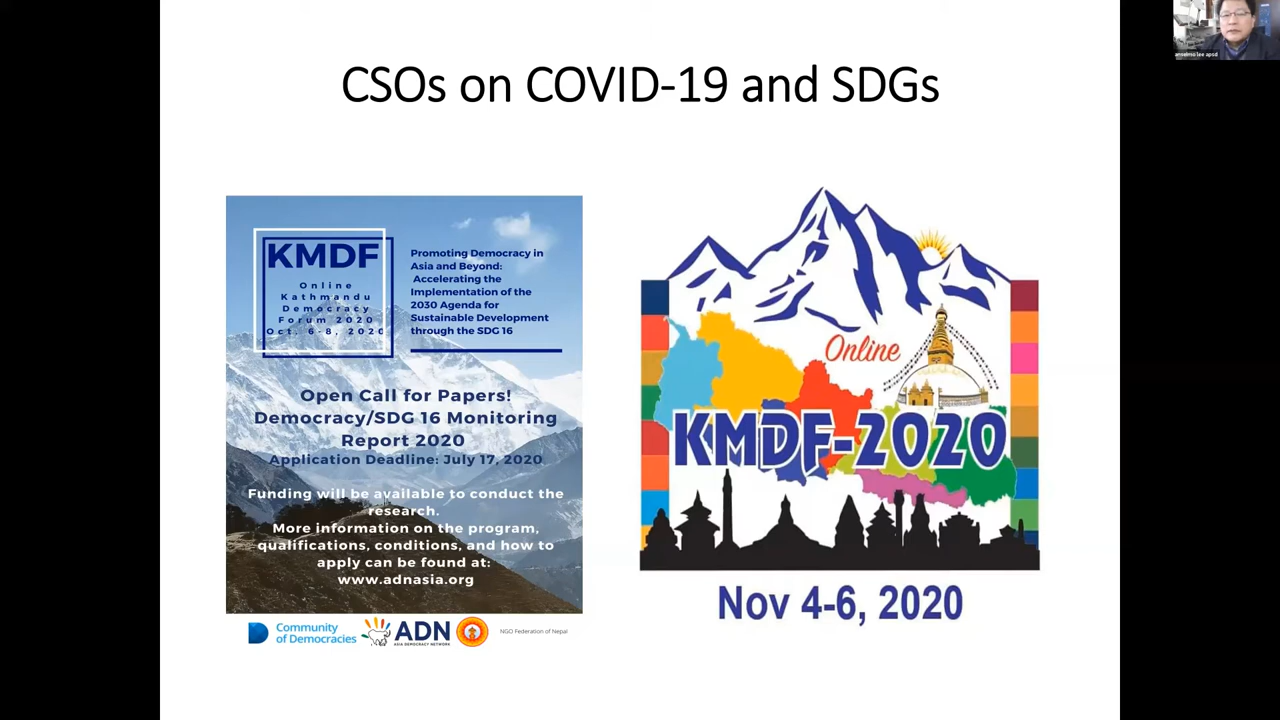 anselmo lee apsd
CSOs on COVID-19 and SDGs
KMDF
Online
Kathmandu
Democracy
Forum 2020
Oct. 6-8, 2020
Promoting Democracy in
Asia and Beyond:
Accelerating the
Implementation of the
2030 Agenda for
Sustainable Development
through the SDG 16
Open Call for Papers!
Democracy/SDG 16 Monitoring
Report 2020
Application Deadline: July 17, 2020
Funding will be available to conduct the
research.
More information on the program,
qualifications, conditions, and how to
apply can be found at:
www.adnasia.org
Community
of Democracies
ADN
ASIA DEMOCRACY NETWORK
NGO Federation of Nepal
Online
KMDF-2020
Nov 4-6, 2020